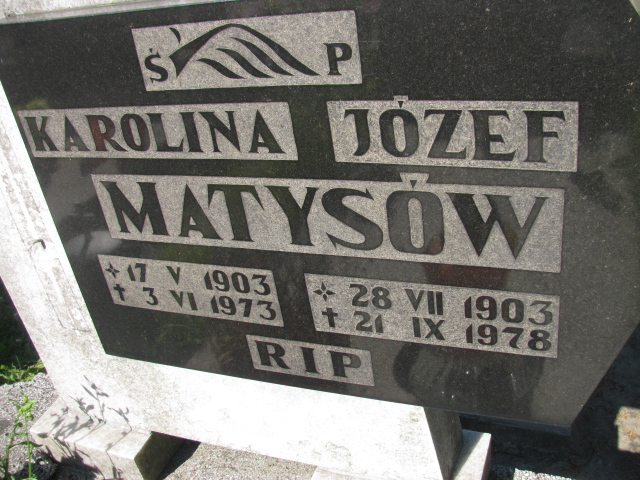 Ś P
KAROLINA JÓZEF
MATYSÓW
✧ 17 V 1903 ✧ 28 VII 1903
† 3 VI 1973 † 21 IX 1978
RIP